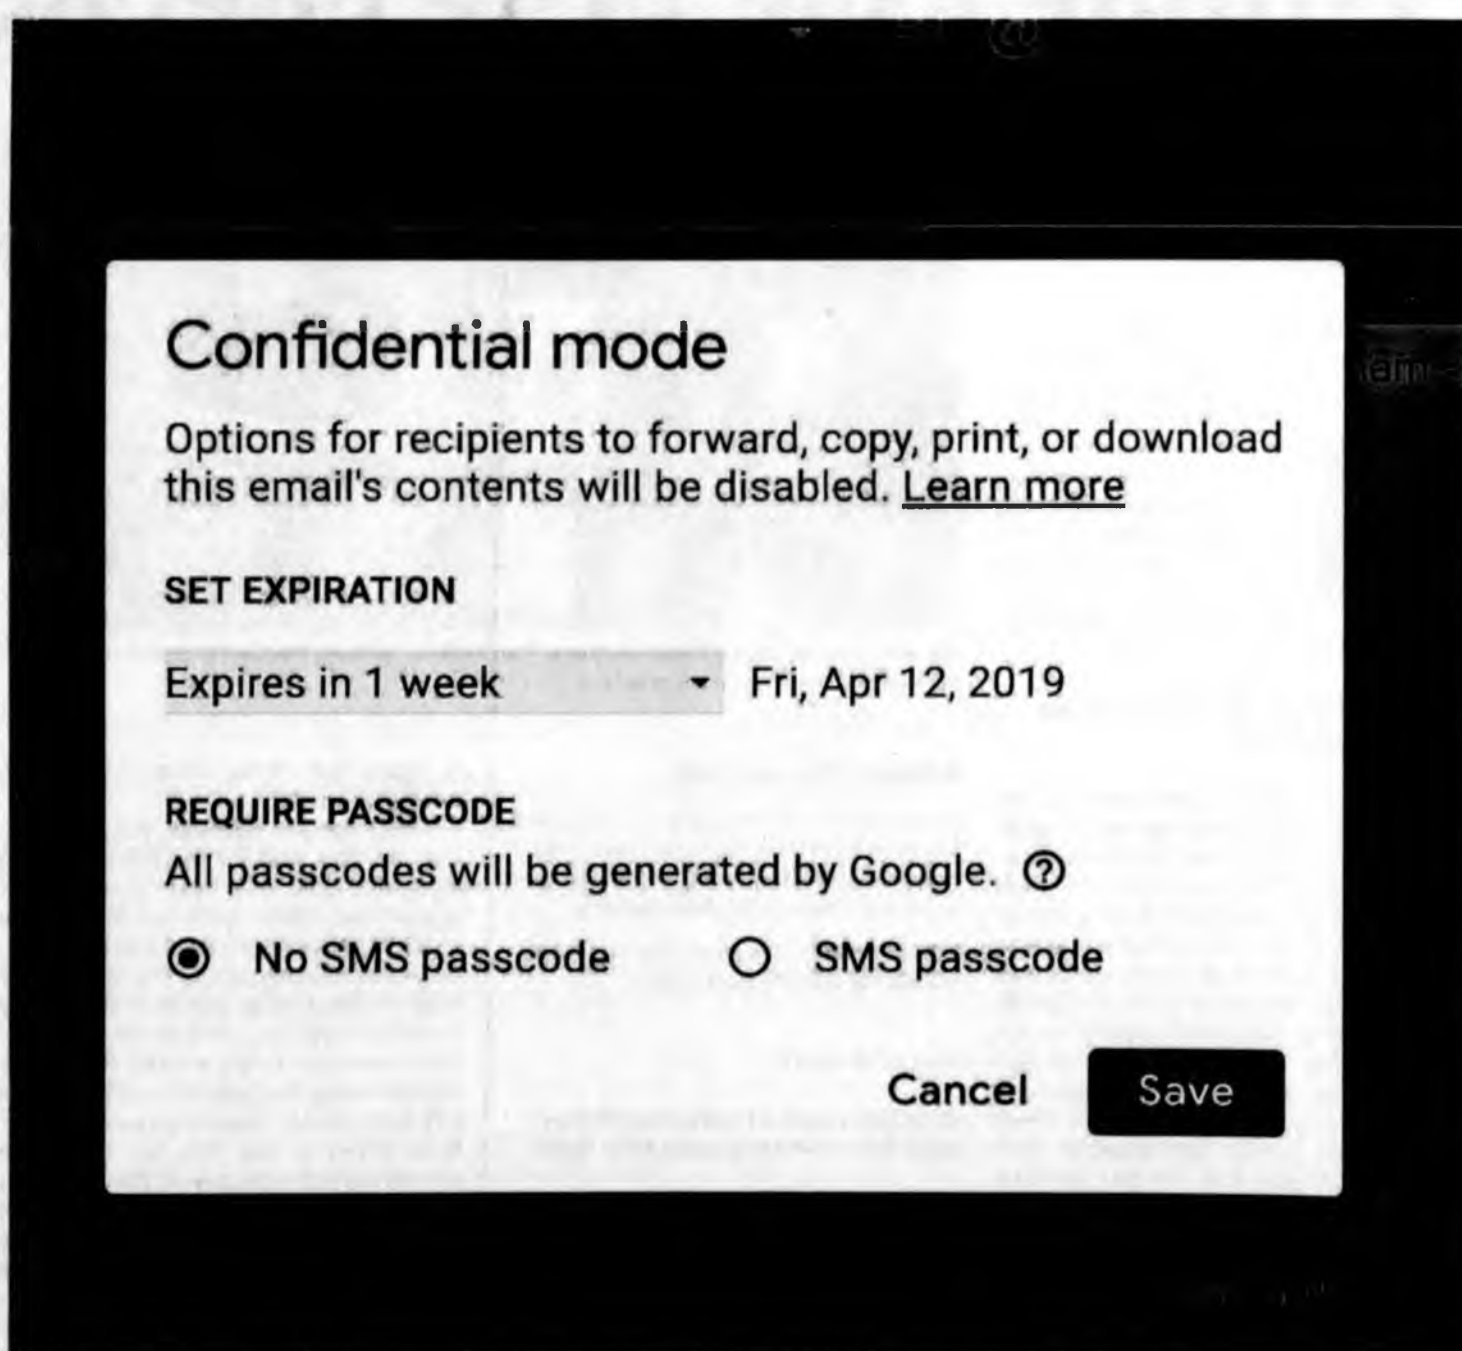 Confidential mode
Options for recipients to forward, copy, print, or download
this email's contents will be disabled. Learn more
SET EXPIRATION
Expires in 1 week Fri, Apr 12, 2019
REQUIRE PASSCODE
All passcodes will be generated by Google.
No SMS passcode SMS passcode
Cancel Save